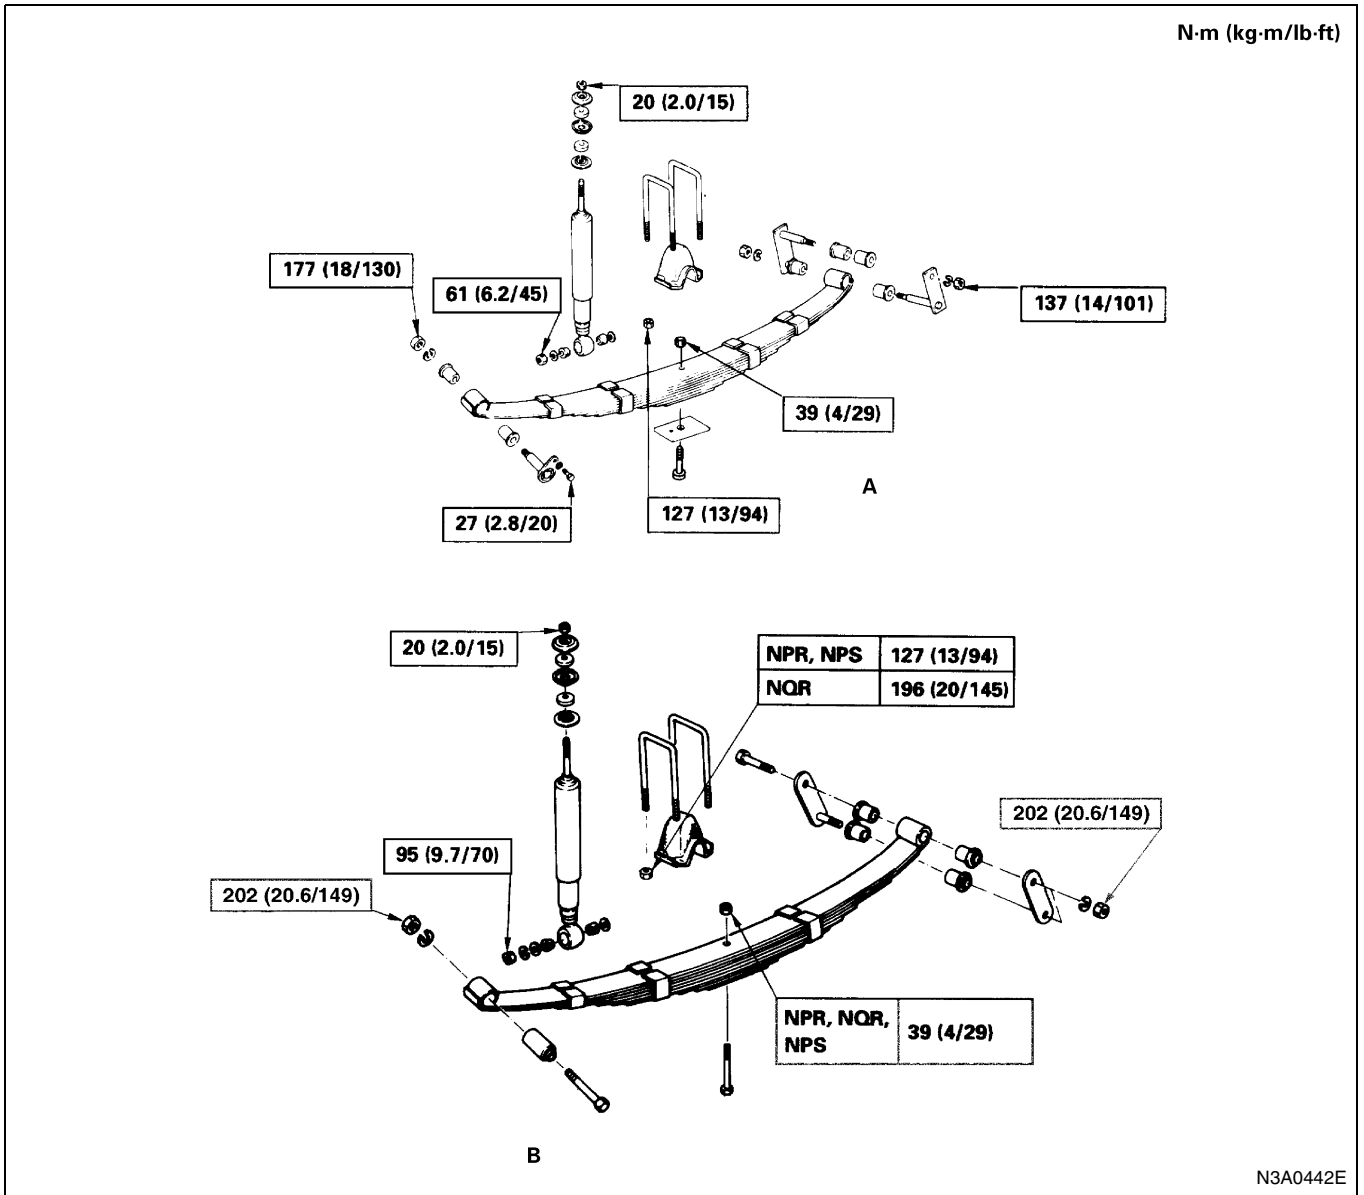 N·m (kg·m/lb·ft)
20 (2.0/15)
177 (18/130)
61 (6.2/45)
137 (14/101)
39 (4/29)
A
27 (2.8/20)
127 (13/94)
20 (2.0/15)
NPR, NPS 127 (13/94)
NQR 196 (20/145)
202 (20.6/149)
95 (9.7/70)
202 (20.6/149)
NPR, NQR,
NPS
39 (4/29)
B
N3A0442E